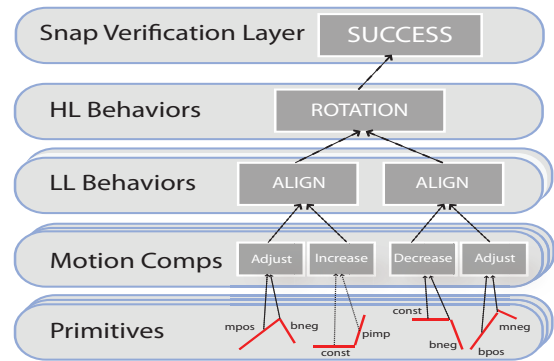 Snap Verification Layer SUCCESS
HL Behaviors ROTATION
LL Behaviors ALIGN ALIGN
Motion Comps Adjust Increase Decrease Adjust
Primitives mpos bneg const pimp const bneg bpos mneg